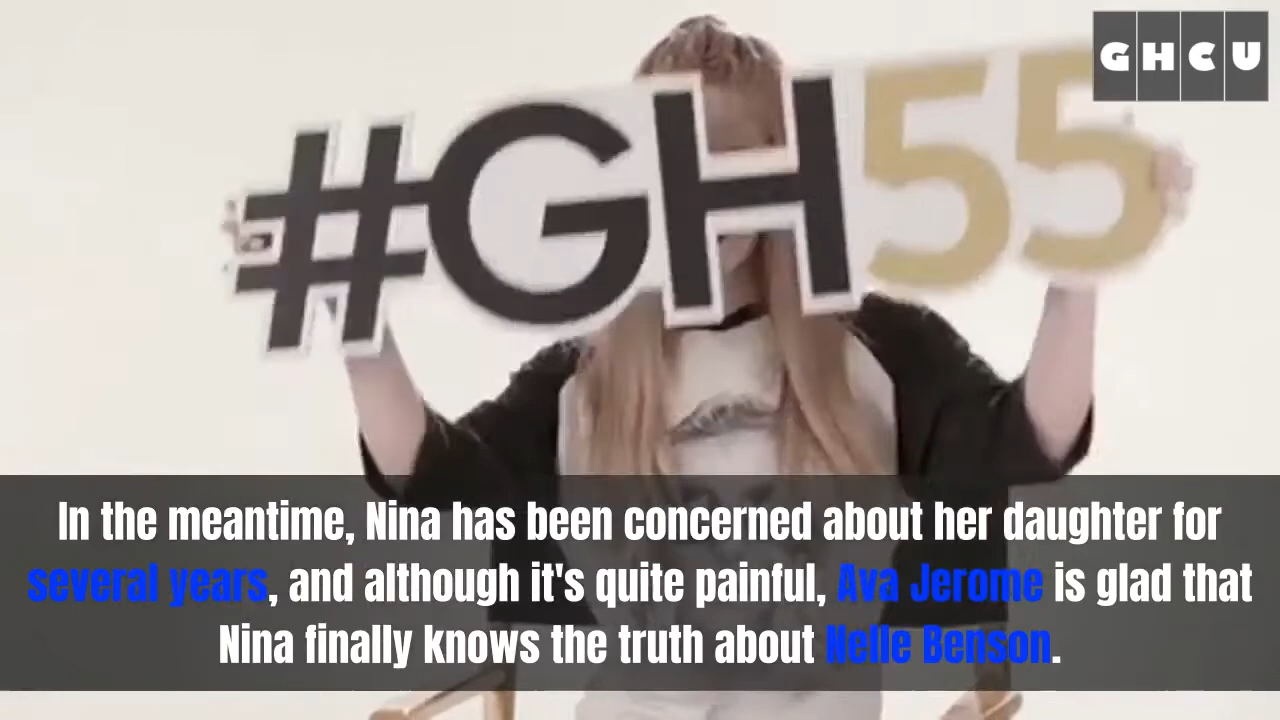 GHCU
#GH55
In the meantime, Nina has been concerned about her daughter for
several years, and although it's quite painful, Ava Jerome is glad that
Nina finally knows the truth about Nelle Benson.